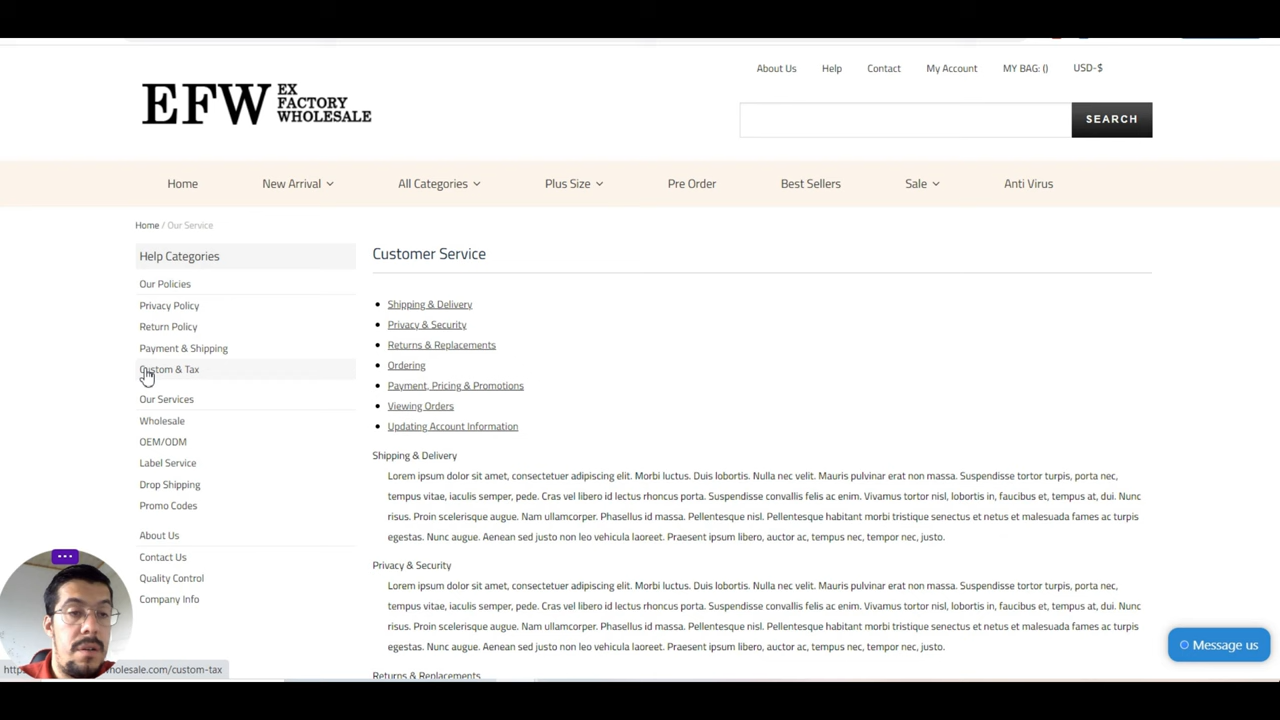 About Us Help Contact My Account MY BAG: () USD-$
EFW EX FACTORY WHOLESALE
SEARCH
Home New Arrival All Categories Plus Size Pre Order Best Sellers Sale Anti Virus
Home / Our Service
Help Categories
Our Policies
Privacy Policy
Return Policy
Payment & Shipping
Custom & Tax
Our Services
Wholesale
OEM/ODM
Label Service
Drop Shipping
Promo Codes
About Us
Contact Us
Quality Control
Company Info
Customer Service
Shipping & Delivery
Privacy & Security
Returns & Replacements
Ordering
Payment, Pricing & Promotions
Viewing Orders
Updating Account Information
Shipping & Delivery
Lorem ipsum dolor sit amet, consectetuer adipiscing elit. Morbi luctus. Duis lobortis. Nulla nec velit. Mauris pulvinar erat non massa. Suspendisse tortor turpis, porta nec,
tempus vitae, iaculis semper, pede. Cras vel libero id lectus rhoncus porta. Suspendisse convallis felis ac enim. Vivamus tortor nisl, lobortis in, faucibus et, tempus at, dui. Nunc
risus. Proin scelerisque augue. Nam ullamcorper. Phasellus id massa. Pellentesque nisl. Pellentesque habitant morbi tristique senectus et netus et malesuada fames ac turpis
egestas. Nunc augue. Aenean sed justo non leo vehicula laoreet. Praesent ipsum libero, auctor ac, tempus nec, tempor nec, justo.
Privacy & Security
Lorem ipsum dolor sit amet, consectetuer adipiscing elit. Morbi luctus. Duis lobortis. Nulla nec velit. Mauris pulvinar erat non massa. Suspendisse tortor turpis, porta nec,
tempus vitae, iaculis semper, pede. Cras vel libero id lectus rhoncus porta. Suspendisse convallis felis ac enim. Vivamus tortor nisl, lobortis in, faucibus et, tempus at, dui. Nunc
risus. Proin scelerisque augue. Nam ullamcorper. Phasellus id massa. Pellentesque nisl. Pellentesque habitant morbi tristique senectus et netus et malesuada fames ac turpis
egestas. Nunc augue. Aenean sed justo non leo vehicula laoreet. Praesent ipsum libero, auctor ac, tempus nec, tempor nec, justo.
Returns & Replacements
Message us
wholesale.com/custom-tax